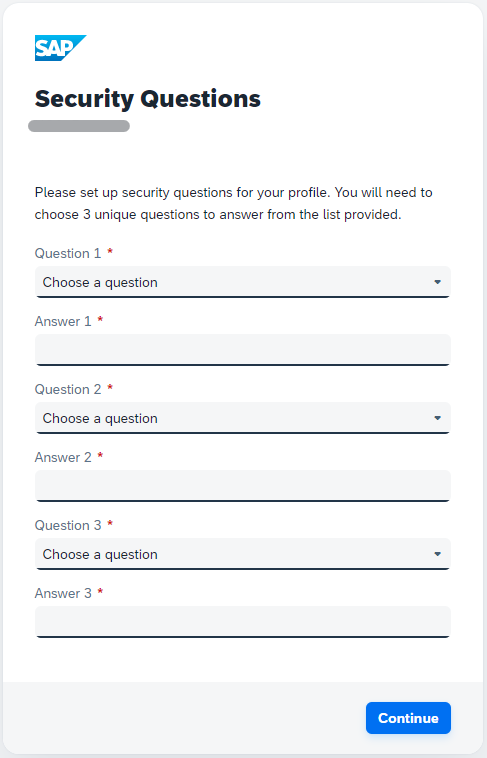 SAP
Security Questions
Please set up security questions for your profile. You will need to
choose 3 unique questions to answer from the list provided.
Question 1 *
Choose a question
Answer 1 *
Question 2 *
Choose a question
Answer 2 *
Question 3 *
Choose a question
Answer 3 *
Continue